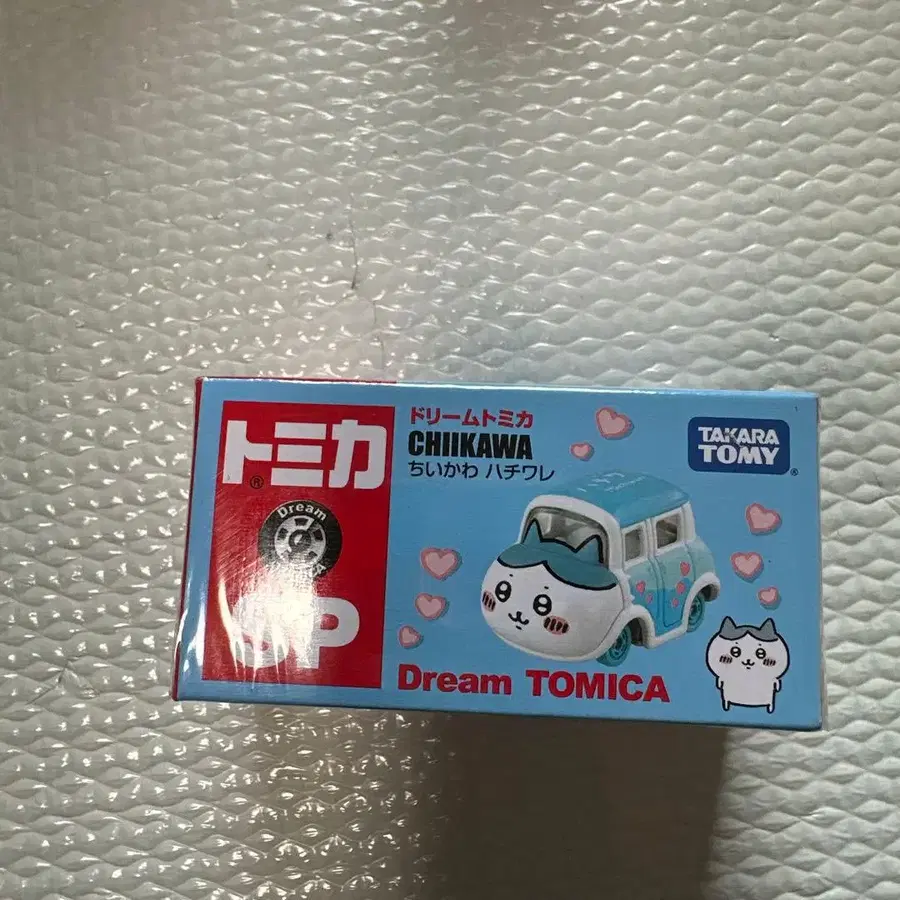 トミカ
®
Dream
SP
ドリームトミカ
CHIIKAWA
ちいかわ ハチワレ
TAKARA
TOMY®
Dream TOMICA